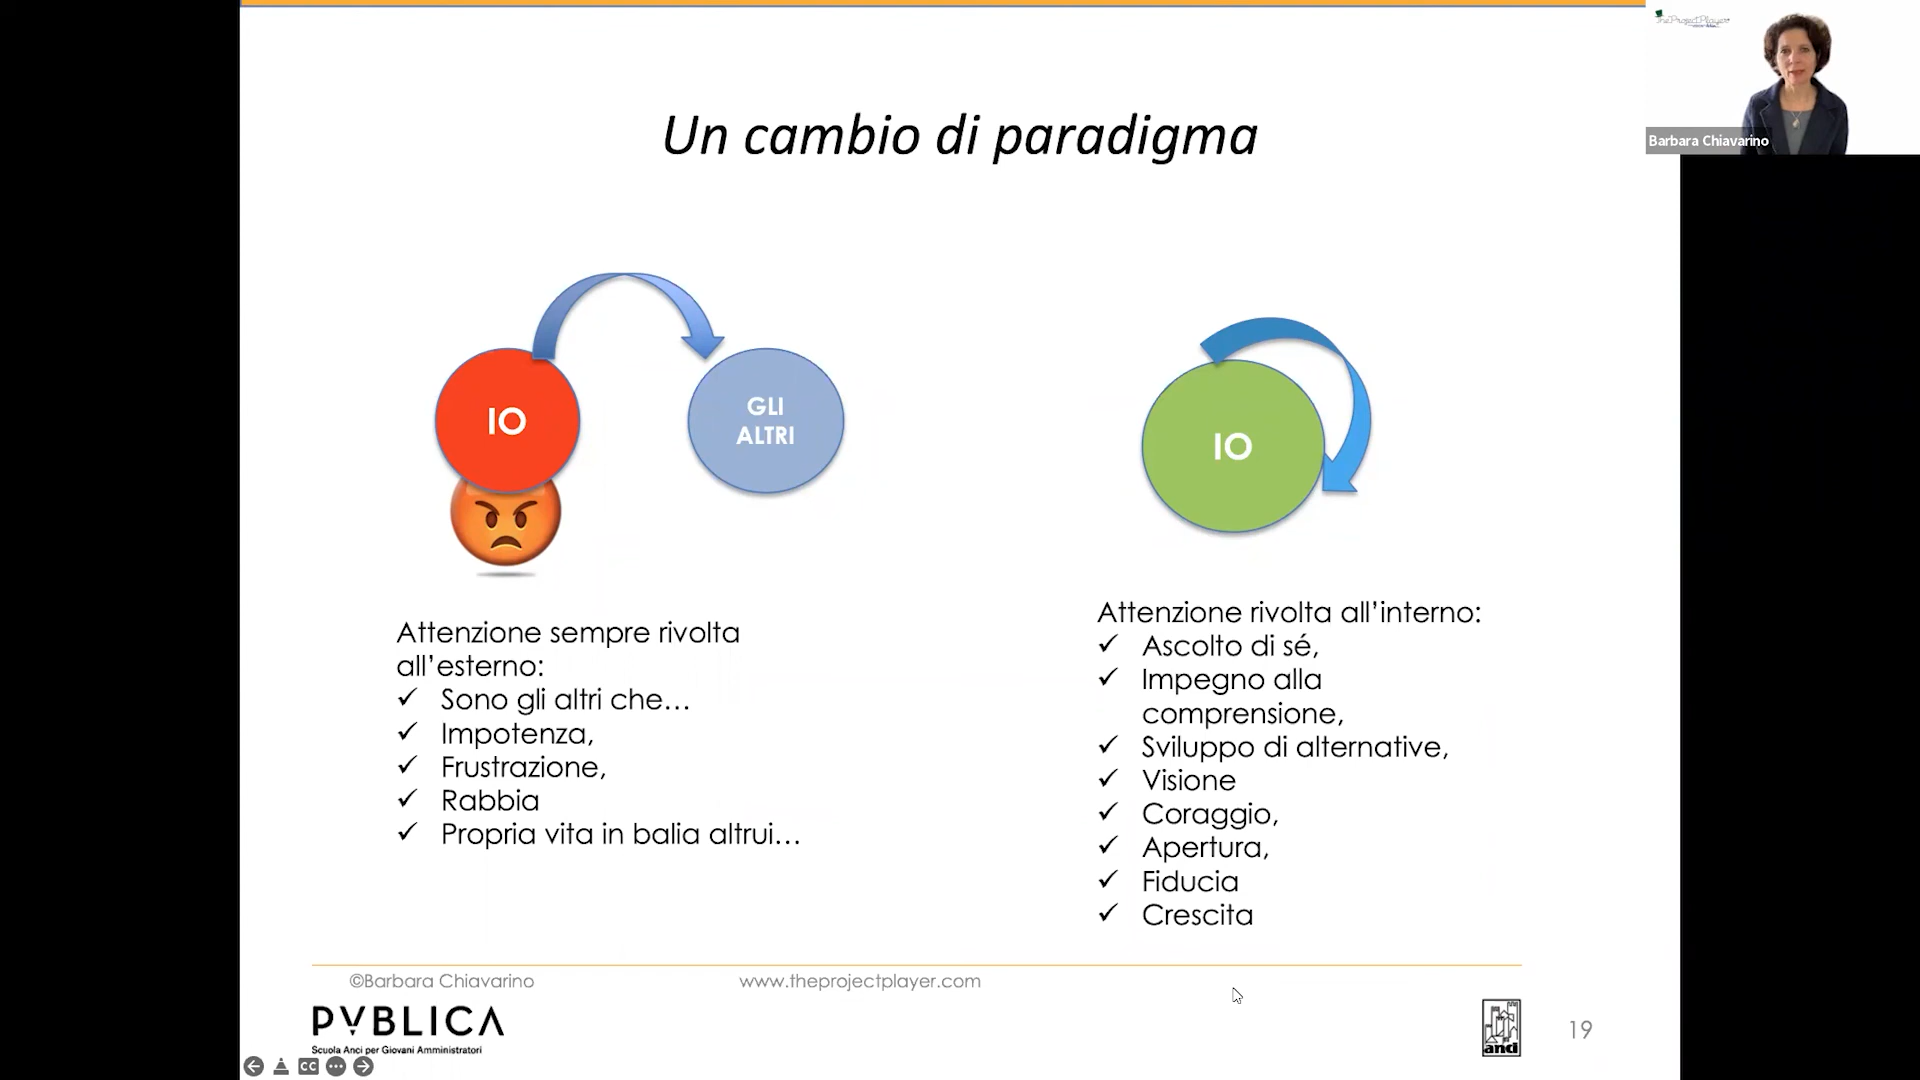 TheProjectPlayer
Barbara Chiavarino
Un cambio di paradigma
IO
GLI
ALTRI
IO
Attenzione sempre rivolta
all’esterno:
✓ Sono gli altri che…
✓ Impotenza,
✓ Frustrazione,
✓ Rabbia
✓ Propria vita in balia altrui…
Attenzione rivolta all’interno:
✓ Ascolto di sé,
✓ Impegno alla
comprensione,
✓ Sviluppo di alternative,
✓ Visione
✓ Coraggio,
✓ Apertura,
✓ Fiducia
✓ Crescita
©Barbara Chiavarino
www.theprojectplayer.com
PVBLICA
Scuola Anci per Giovani Amministratori
anci
19
CC